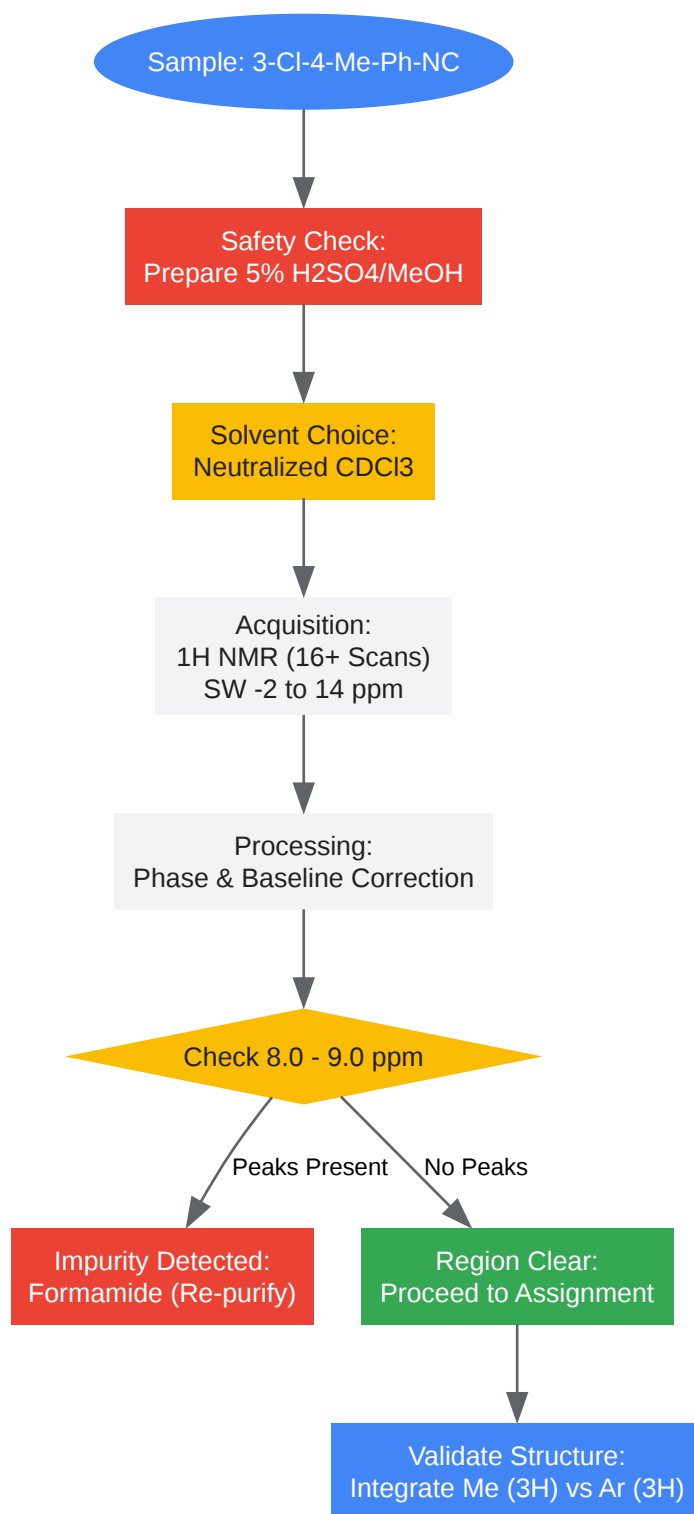 Sample: 3-Cl-4-Me-Ph-NC
Safety Check:
Prepare 5% H2SO4/MeOH
Solvent Choice:
Neutralized CDCl3
Acquisition:
1H NMR (16+ Scans)
SW -2 to 14 ppm
Processing:
Phase & Baseline Correction
Check 8.0 - 9.0 ppm
Peaks Present
No Peaks
Impurity Detected:
Formamide (Re-purify)
Region Clear:
Proceed to Assignment
Validate Structure:
Integrate Me (3H) vs Ar (3H)